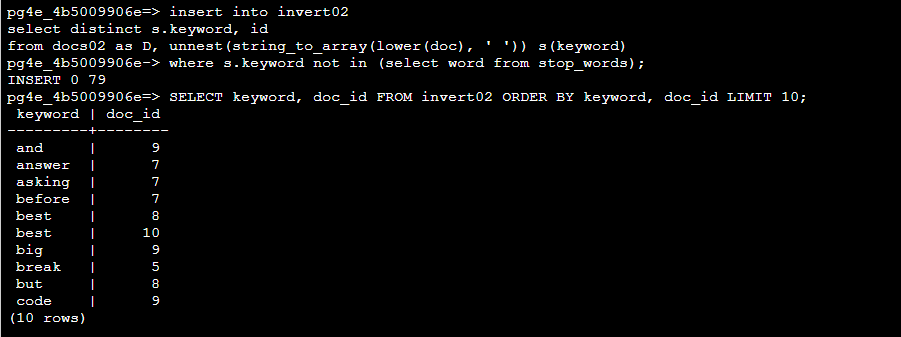 pg4e_4b5009906e=> insert into invert02
select distinct s.keyword, id
from docs02 as D, unnest(string_to_array(lower(doc), ' ')) s(keyword)
pg4e_4b5009906e-> where s.keyword not in (select word from stop_words);
INSERT 0 79
pg4e_4b5009906e=> SELECT keyword, doc_id FROM invert02 ORDER BY keyword, doc_id LIMIT 10;
 keyword | doc_id
---------+--------
 and     |      9
 answer  |      7
 asking  |      7
 before  |      7
 best    |      8
 best    |     10
 big     |      9
 break   |      5
 but     |      8
 code    |      9
(10 rows)